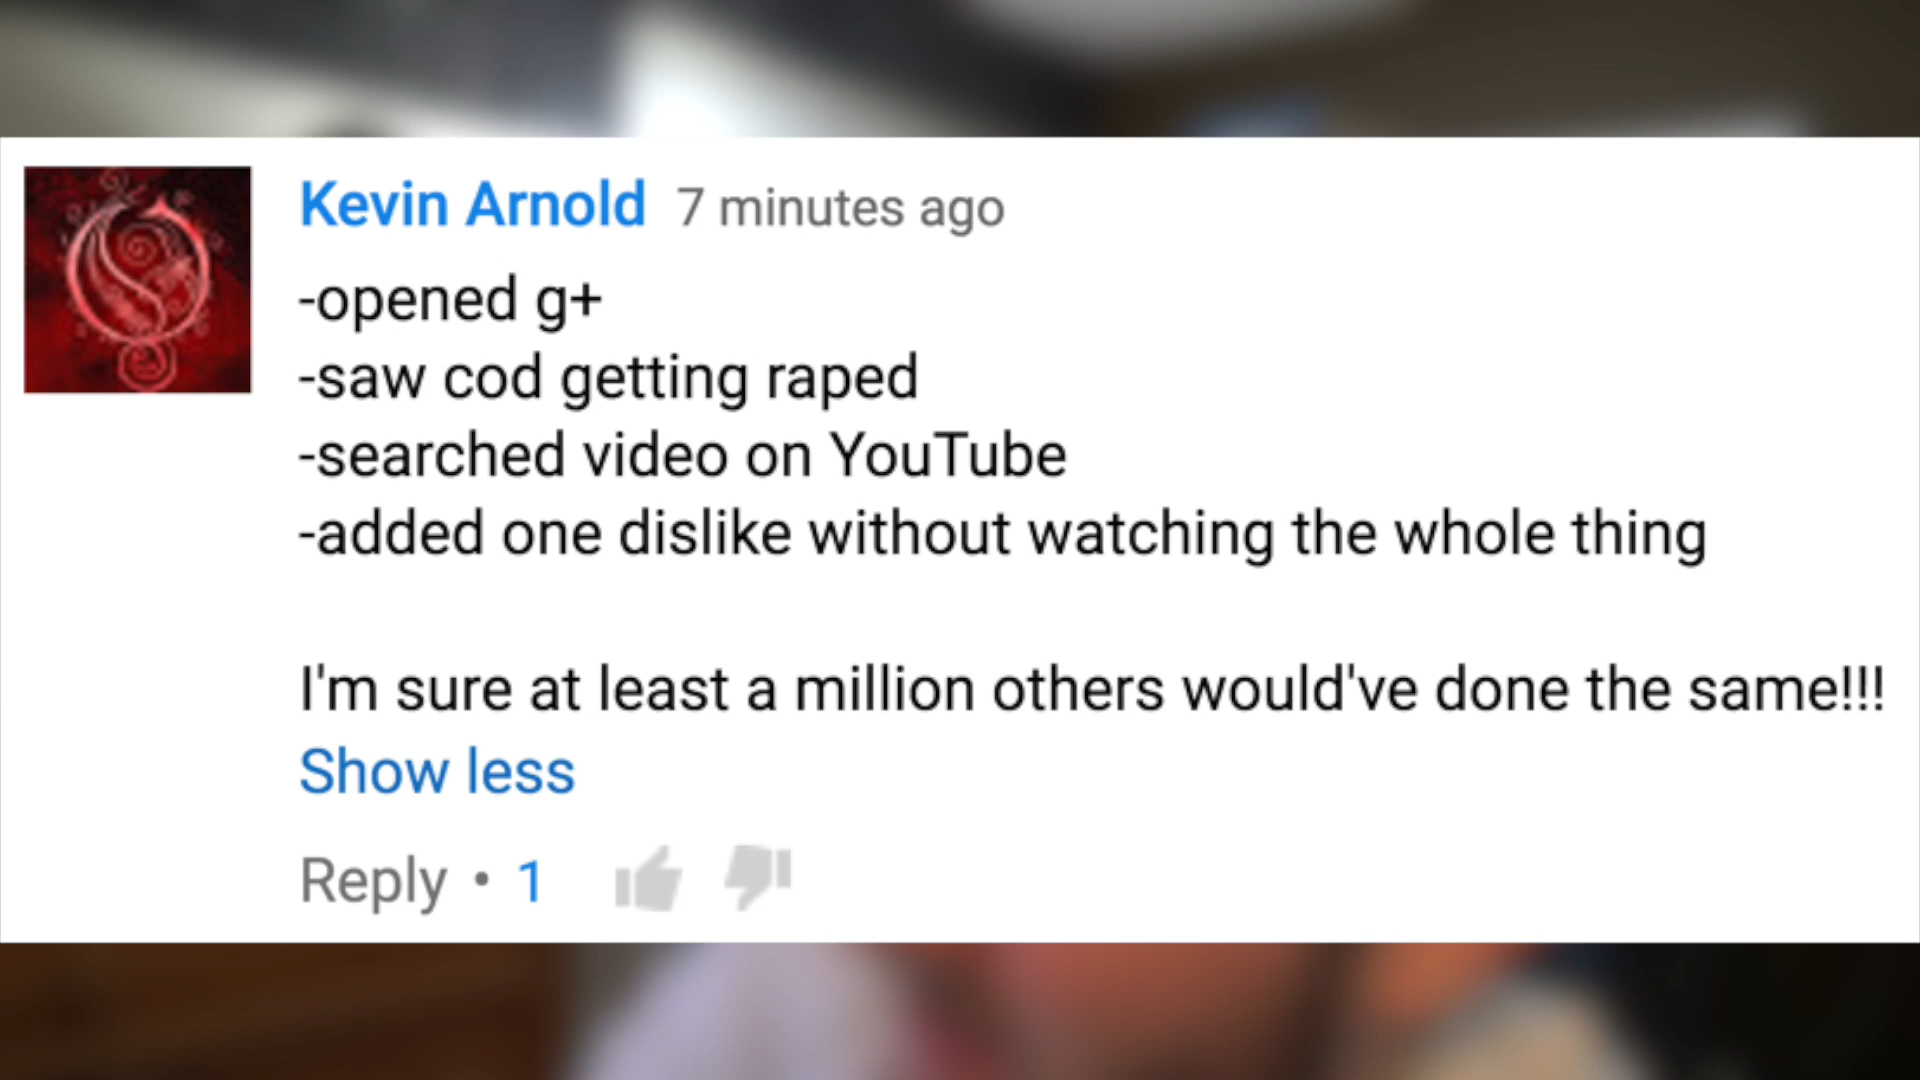 Kevin Arnold 7 minutes ago
-opened g+
-saw cod getting raped
-searched video on YouTube
-added one dislike without watching the whole thing
I'm sure at least a million others would've done the same!!!
Show less
Reply • 1